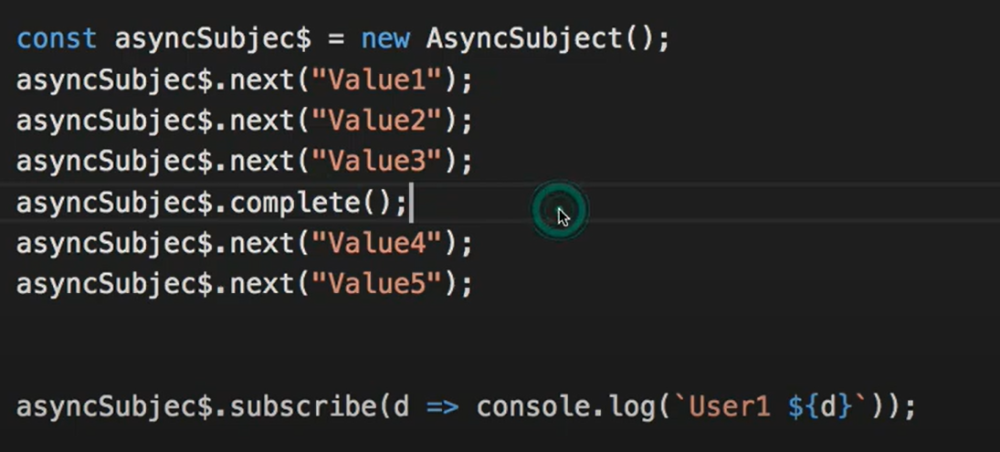 const asyncSubjec$ = new AsyncSubject();
asyncSubjec$.next("Value1");
asyncSubjec$.next("Value2");
asyncSubjec$.next("Value3");
asyncSubjec$.complete();
asyncSubjec$.next("Value4");
asyncSubjec$.next("Value5");
asyncSubjec$.subscribe(d => console.log(`User1 ${d}`));